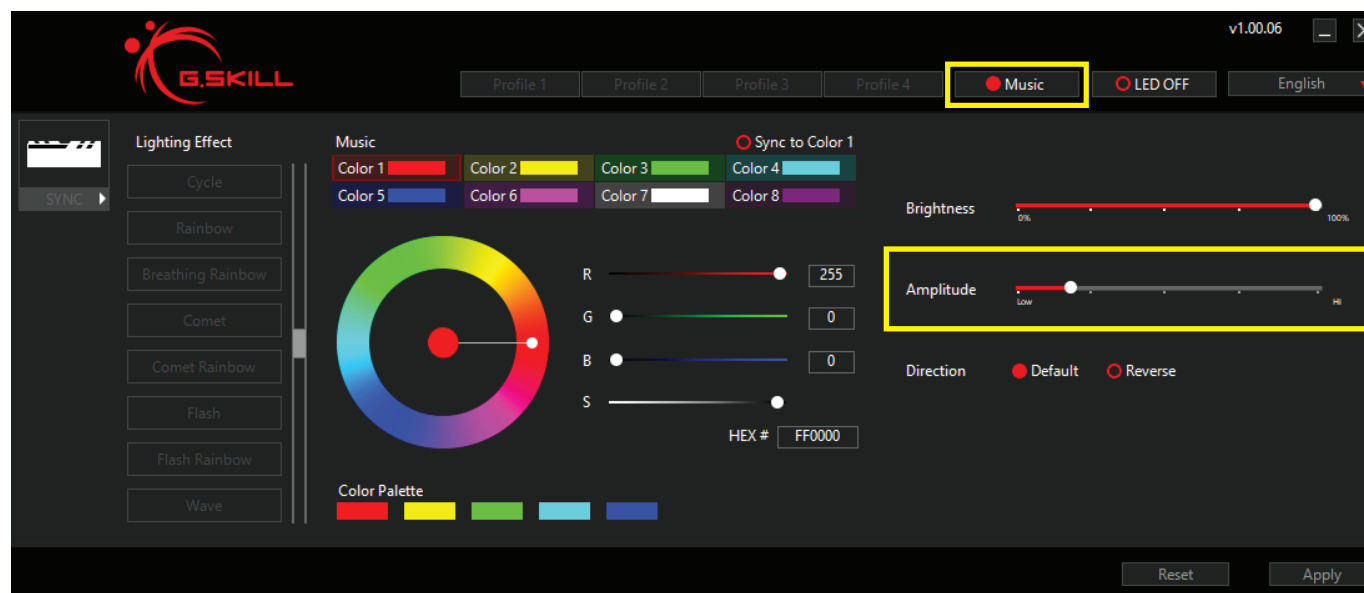 v1.00.06
G.SKILL
Profile 1 Profile 2 Profile 3 Profile 4 Music LED OFF English
SYNC
Lighting Effect
Cycle
Rainbow
Breathing Rainbow
Comet
Comet Rainbow
Flash
Flash Rainbow
Wave
Music Sync to Color 1
Color 1 Color 2 Color 3 Color 4
Color 5 Color 6 Color 7 Color 8
R 255
G 0
B 0
S
HEX # FF0000
Color Palette
Brightness
0% 100%
Amplitude
Low Hi
Direction Default Reverse
Reset Apply